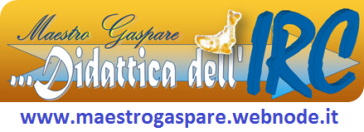 Maestro Gaspare
...Didattica dell'IRC
www.maestrogaspare.webnode.it